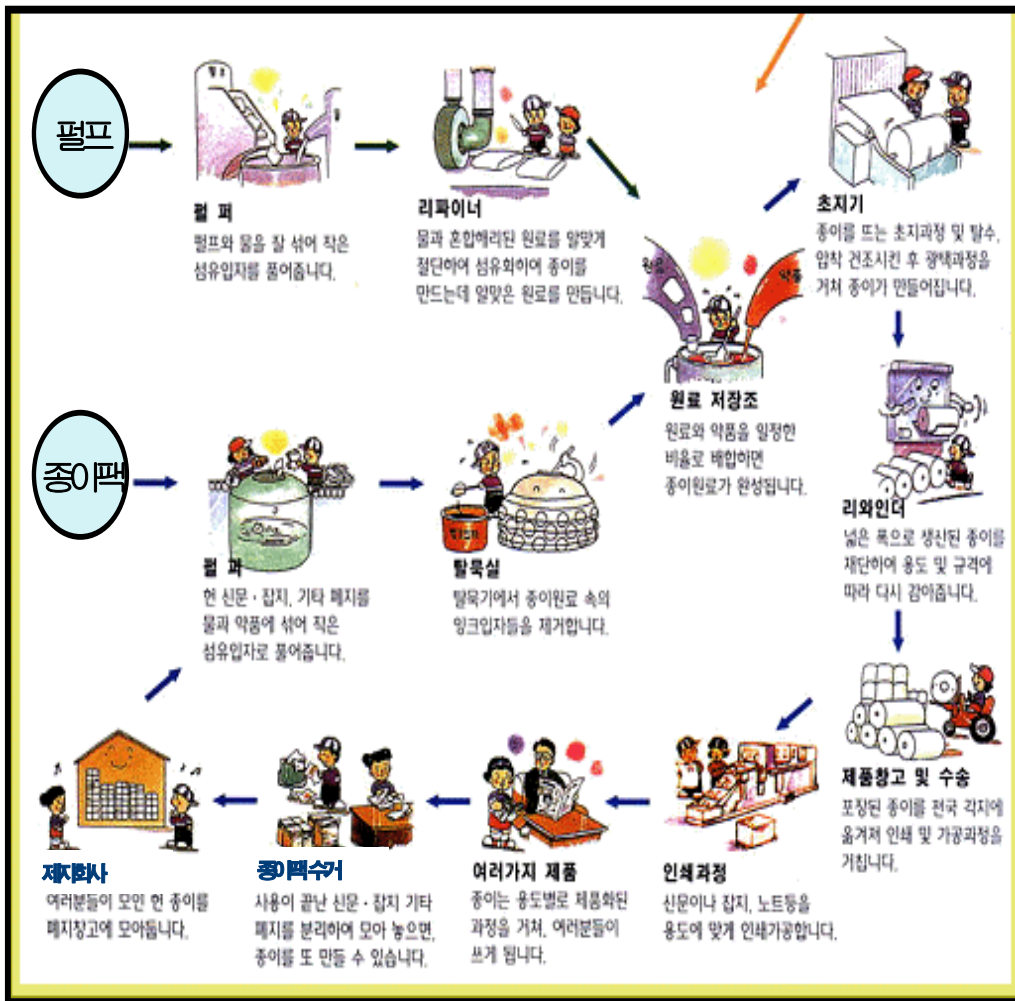 펄프
펄 퍼
펄프와 물을 잘 섞어 작은
섬유입자를 풀어줍니다.
리파이너
물과 혼합해리된 원료를 알맞게
절단하여 섬유화하여 종이를
만드는데 알맞은 원료를 만듭니다.
초지기
종이를 뜨는 초지과정 및 탈수,
압착 건조시킨 후 광택과정을
거쳐 종이가 만들어집니다.
원료
약품
원료 저장조
원료와 약품을 일정한
비율로 배합하면
종이원료가 완성됩니다.
종이팩
펄 퍼
헌 신문·잡지, 기타 폐지를
물과 약품에 섞어 작은
섬유입자로 풀어줍니다.
탈묵실
탈묵기에서 종이원료 속의
잉크입자들을 제거합니다.
리와인더
넓은 폭으로 생산된 종이를
재단하여 용도 및 규격에
따라 다시 감아줍니다.
제품창고 및 수송
포장된 종이를 전국 각지에
옮겨져 인쇄 및 가공과정을
거칩니다.
인쇄과정
신문이나 잡지, 노트등을
용도에 맞게 인쇄가공합니다.
여러가지 제품
종이는 용도별로 제품화된
과정을 거쳐, 여러분들이
쓰게 됩니다.
종이팩수거
사용이 끝난 신문·잡지 기타
폐지를 분리하여 모아 놓으면,
종이를 또 만들 수 있습니다.
제지회사
여러분들이 모인 헌 종이를
폐지창고에 모아둡니다.